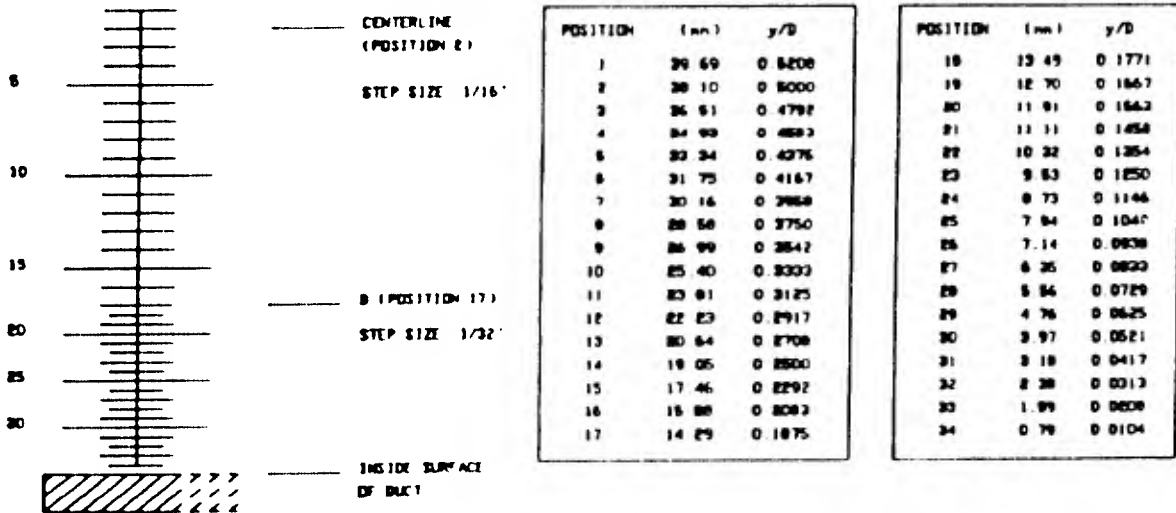 CENTERLINE
(POSITION 2)
5
STEP SIZE 1/16"
10
15
B (POSITION 17)
20
STEP SIZE 1/32"
25
30
INSIDE SURFACE
OF DUCT
POSITION (mm) y/D
1 39 69 0 5208
2 38 10 0 5000
3 36 51 0.4792
4 34 93 0 4583
5 33 34 0.4375
6 31 75 0 4167
7 30 16 0 3958
8 28 58 0 3750
9 26 99 0 3542
10 25.40 0.3333
11 23 81 0 3125
12 22 23 0.2917
13 20 64 0 2708
14 19 05 0 2500
15 17.46 0 2292
16 15 88 0 2083
17 14 29 0.1875
POSITION (mm) y/D
18 13 49 0.1771
19 12 70 0 1667
20 11 91 0 1563
21 11 11 0 1458
22 10 32 0 1354
23 9 53 0 1250
24 8 73 0 1146
25 7 94 0 1042
26 7.14 0.0938
27 6 35 0 0833
28 5 56 0.0729
29 4 76 0 0625
30 3.97 0.0521
31 3 18 0.0417
32 2 38 0 0313
33 1.59 0 0208
34 0 79 0 0104